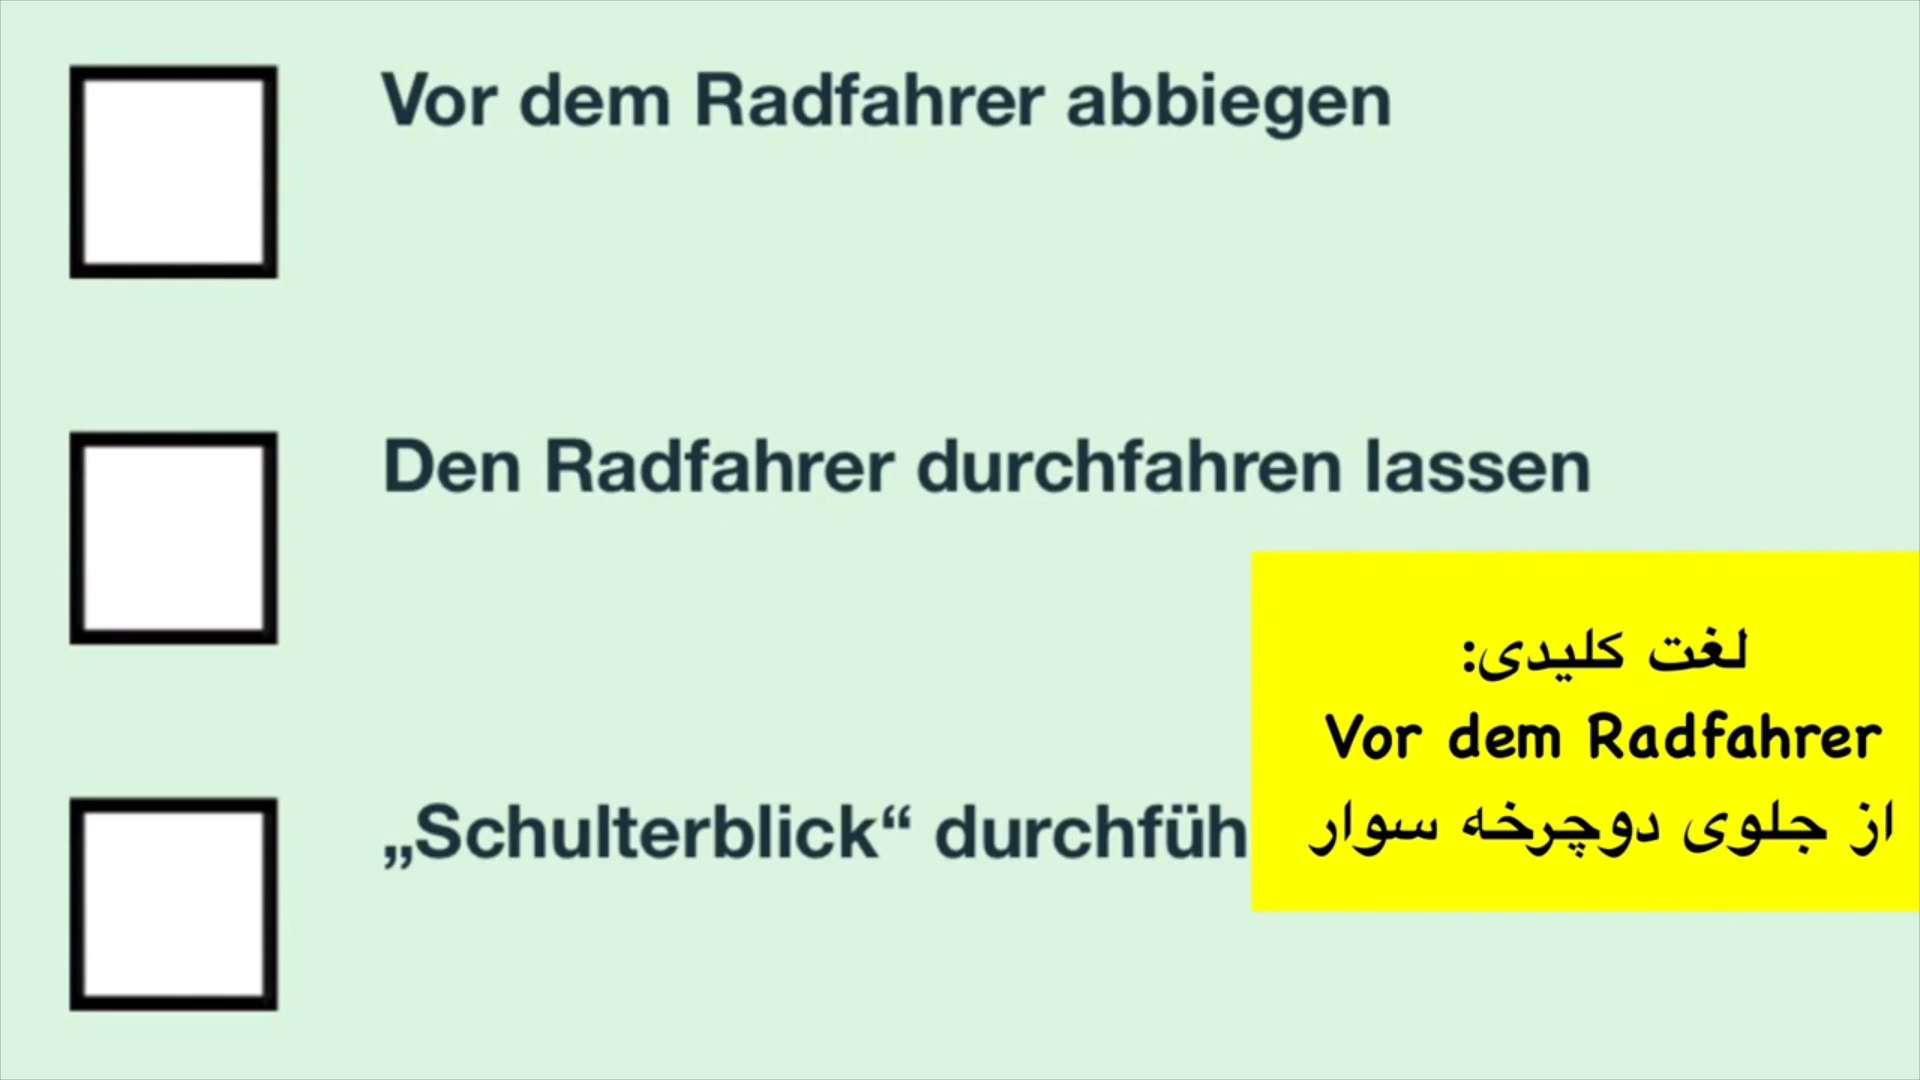 Vor dem Radfahrer abbiegen
Den Radfahrer durchfahren lassen
„Schulterblick“ durchfüh
لغت کلیدی:
Vor dem Radfahrer
از جلوی دوچرخه سوار